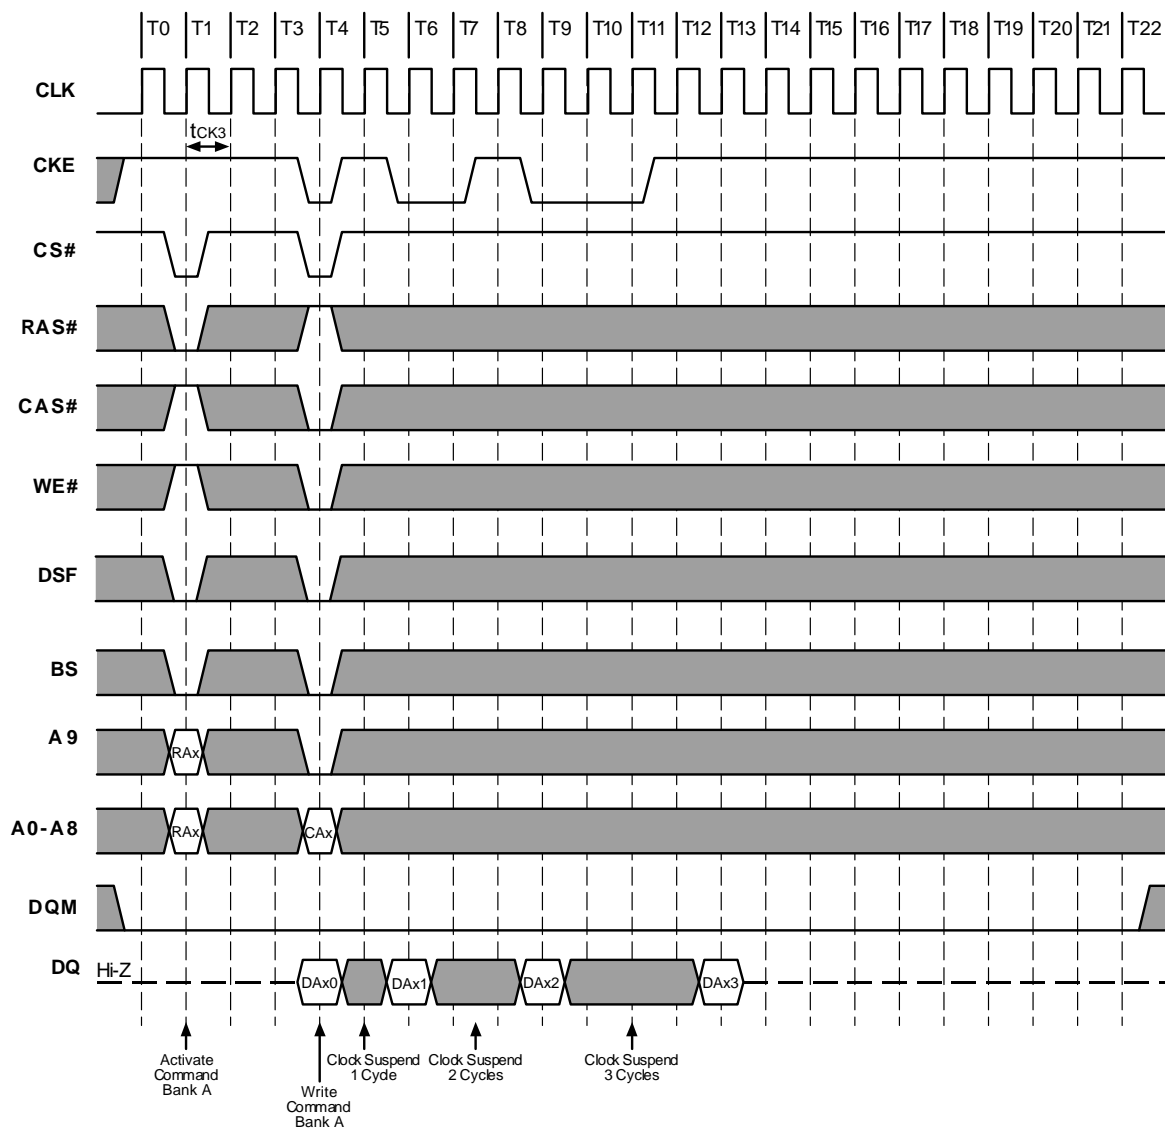 T0 T1 T2 T3 T4 T5 T6 T7 T8 T9 T10 T11 T12 T13 T14 T15 T16 T17 T18 T19 T20 T21 T22
CLK
tCK3
CKE
CS#
RAS#
CAS#
WE#
DSF
BS
A9
RAx
A0-A8
RAx CAx
DQM
DQ
Hi-Z
DAx0 DAx1 DAx2 DAx3
Activate
Command
Bank A
Write
Command
Bank A
Clock Suspend
1 Cycle
Clock Suspend
2 Cycles
Clock Suspend
3 Cycles